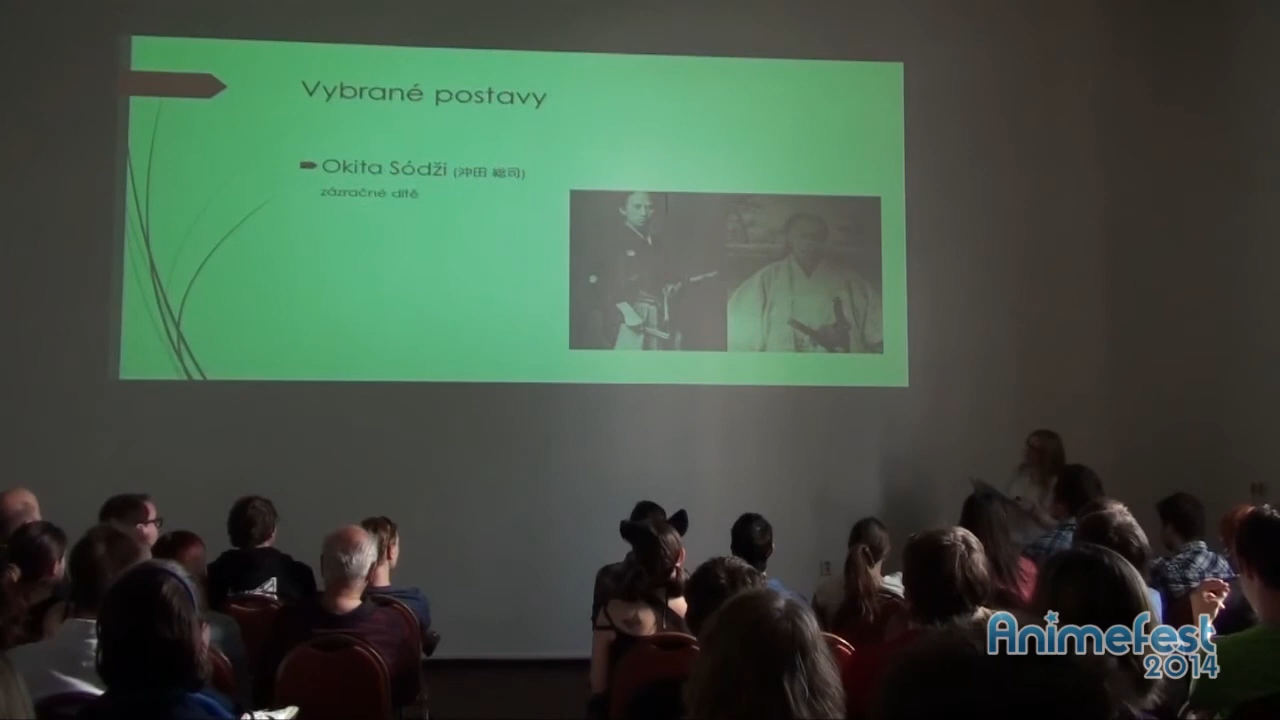 Vybrané postavy
Okita Sódži (沖田 総司)
zázračné dítě
Animefest
2014